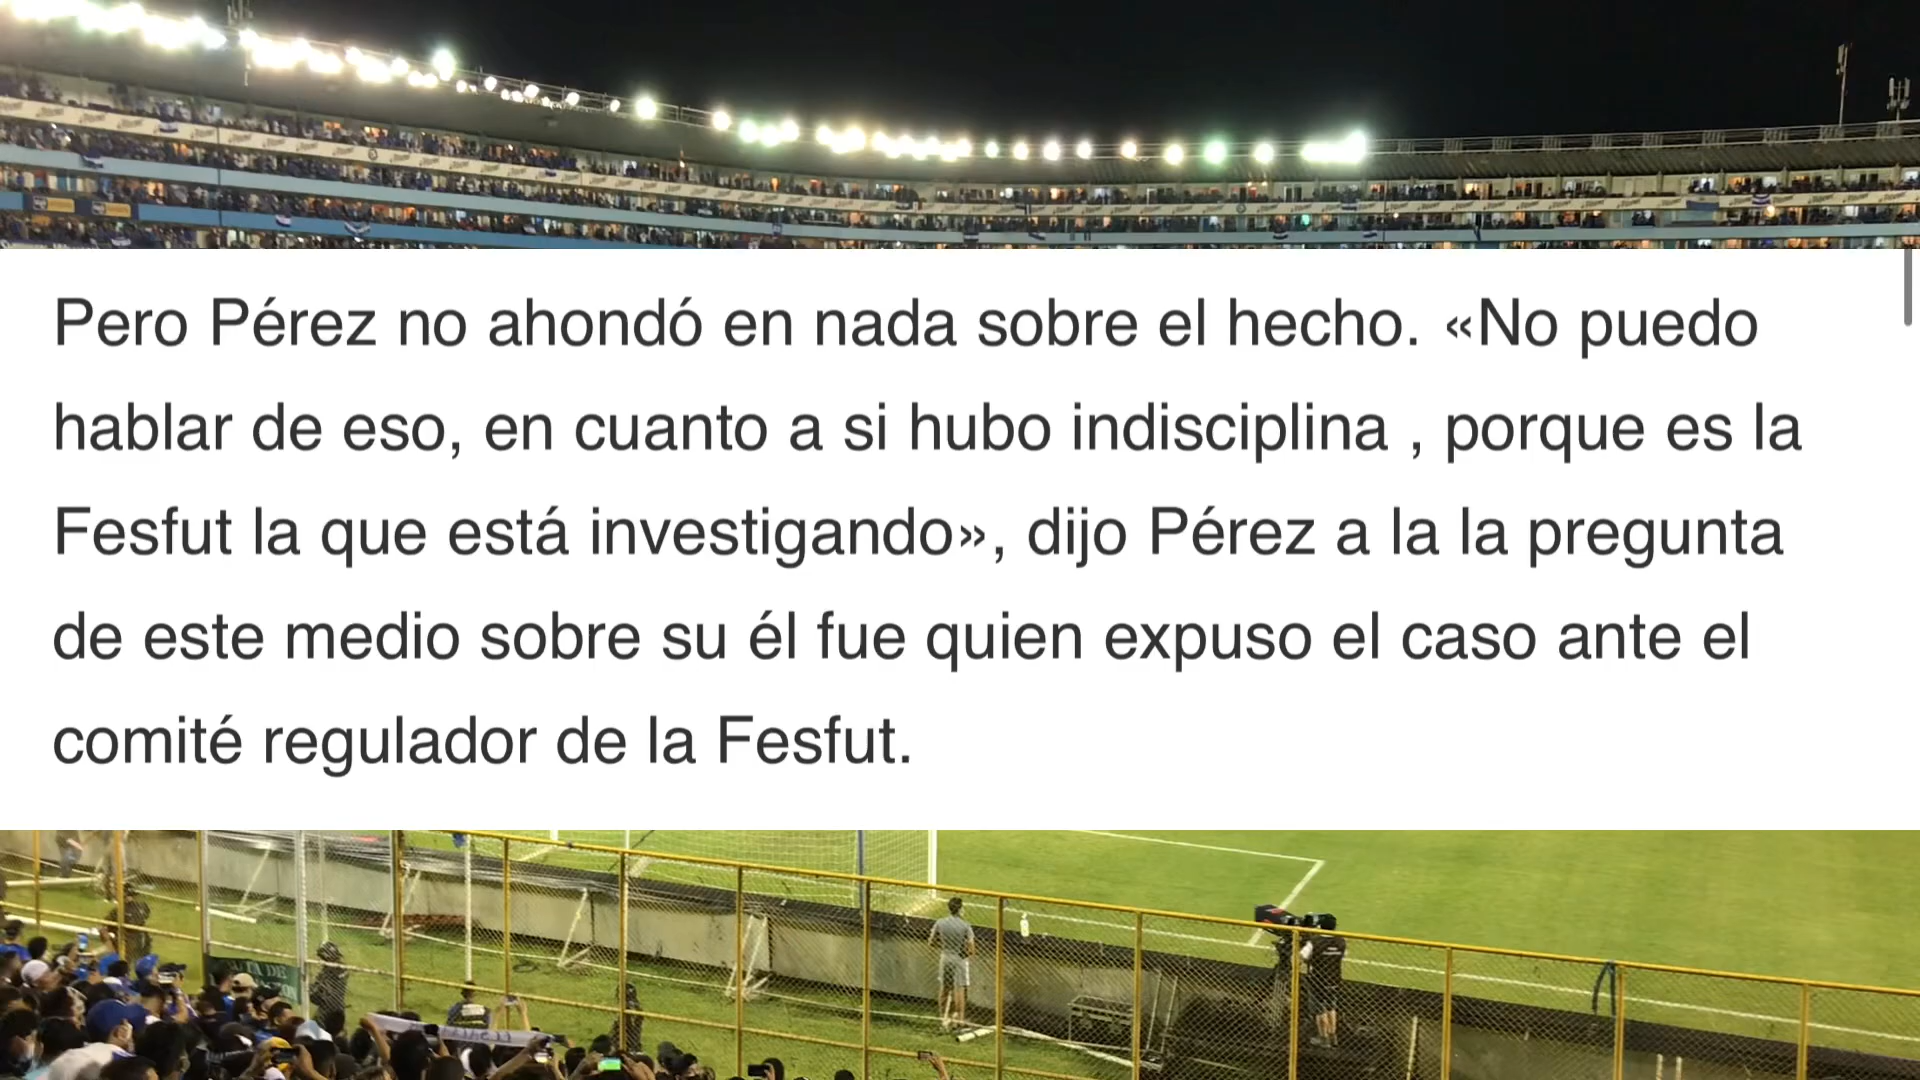 Pero Pérez no ahondó en nada sobre el hecho. «No puedo
hablar de eso, en cuanto a si hubo indisciplina , porque es la
Fesfut la que está investigando», dijo Pérez a la la pregunta
de este medio sobre su él fue quien expuso el caso ante el
comité regulador de la Fesfut.